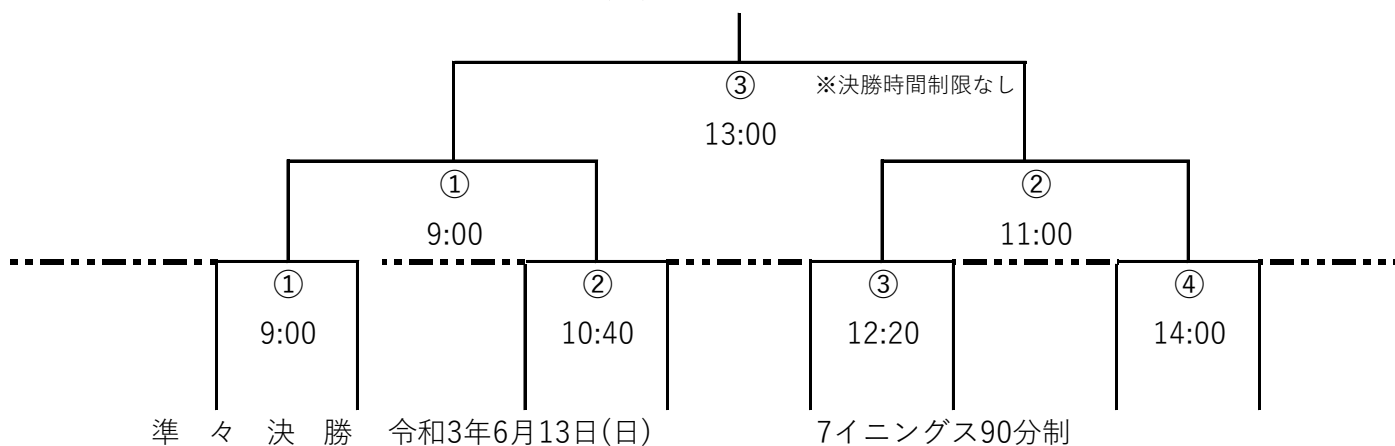 ③ ※決勝時間制限なし
13:00
① ②
9:00 11:00
① ② ③ ④
9:00 10:40 12:20 14:00
準々決勝 令和3年6月13日(日) 7イニングス90分制